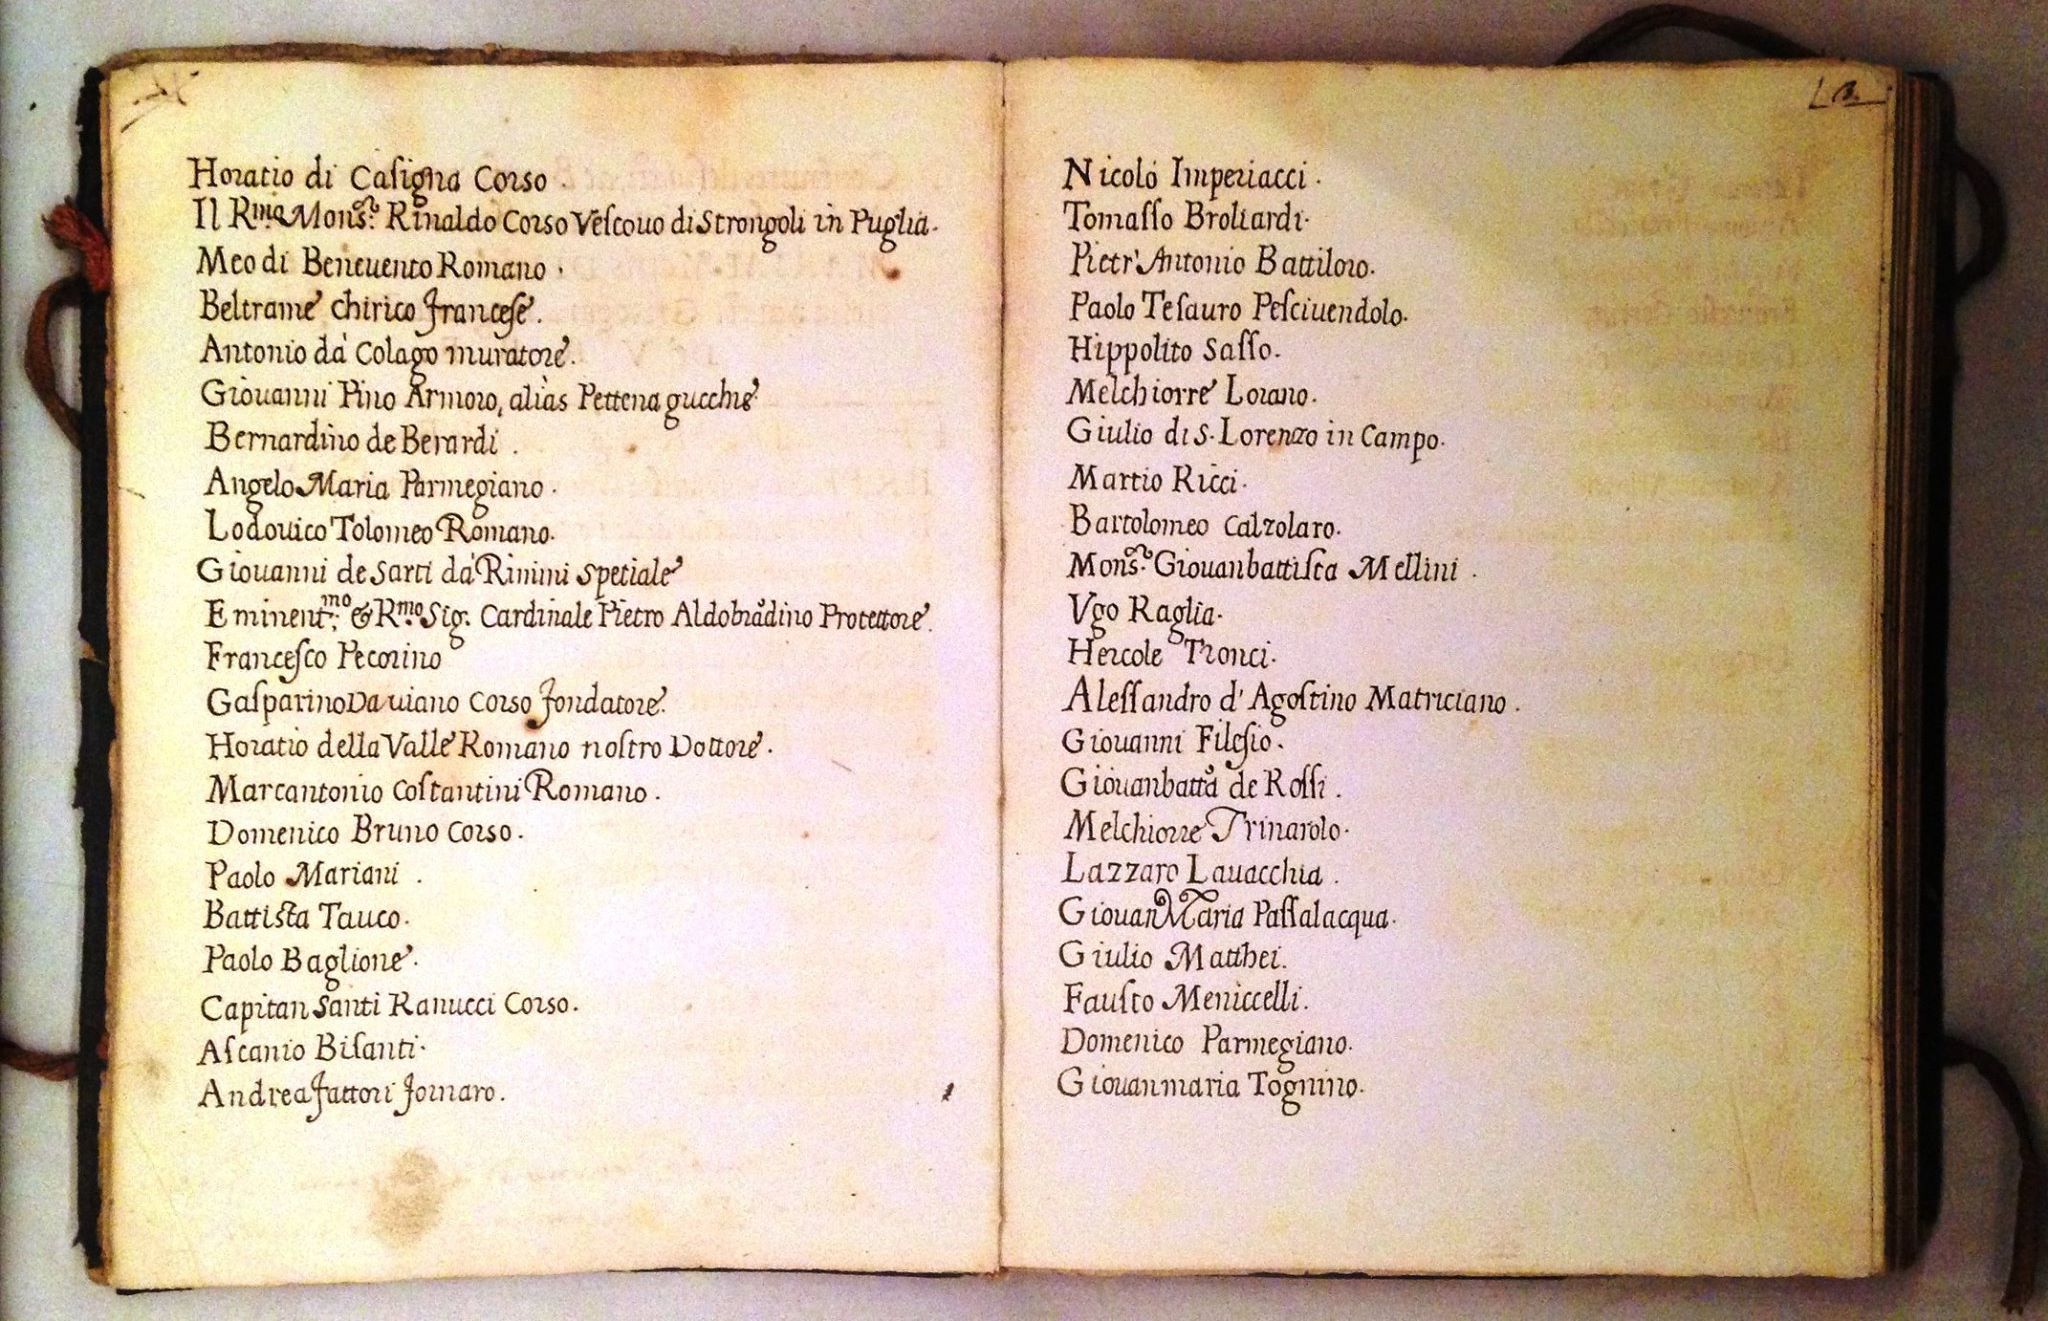 Horatio di Casigna Corso
Il R.mo Mons.r Rinaldo Corso Vescouo di Strongoli in Puglia.
Meo di Beneuento Romano.
Beltrame Chirico francese.
Antonio dà Colago muratore.
Giouanni Pino Armoro, aliàs Pettenagucchie
Bernardino de Berardi.
Angelo Maria Parmegiano.
Lodouico Tolomeo Romano.
Giouanni de Sarti dà Rimini Spetiale
Eminent.mo & R.mo Sig. Cardinale Pietro Aldobrãdino Protettore.
Francesco Pecorino
Gasparino Da uiano Corso fondatore.
Horatio della Valle Romano nostro Dottore.
Marcantonio Costantini Romano.
Domenico Bruno Corso.
Paolo Mariani.
Battista Tauco.
Paolo Baglione.
Capitan Santi Ranucci Corso.
Ascanio Bisanti.
Andrea fattori fornaro.
Nicolò Imperiacci.
Tomasso Broliardi.
Pietr'Antonio Battiloro.
Paolo Tesauro Pesciuendolo.
Hippolito Sasso.
Melchiorre Lorano.
Giulio di S. Lorenzo in Campo.
Martio Ricci.
Bartolomeo Calzolaro.
Mons.r Giouanbattista Mellini.
Vgo Raglia.
Hercole Tronci.
Alessandro d'Agostino Matriciano.
Giouanni Filesio.
Giouanbatta de Rossi.
Melchiorre Trinarolo.
Lazzaro Lauacchia.
Giouan Maria Passalacqua.
Giulio Matthei.
Fausto Meniccelli.
Domenico Parmegiano.
Giouanmaria Tognino.